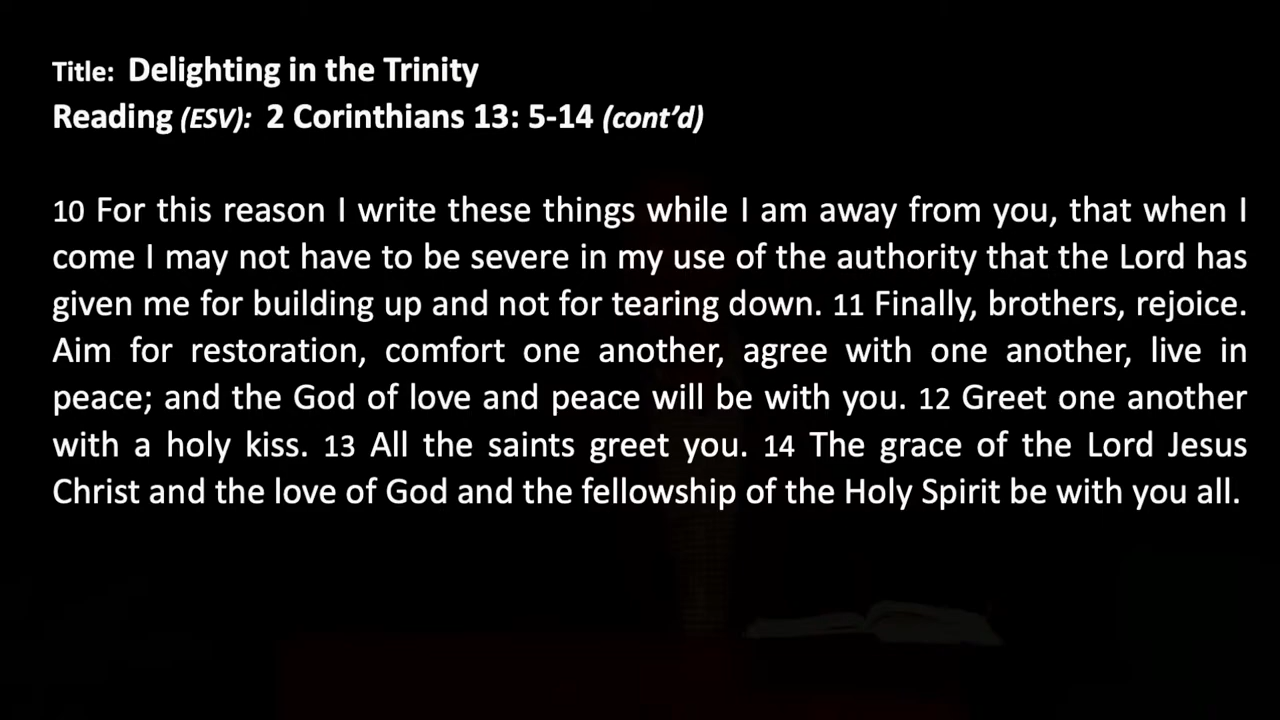 Title: Delighting in the Trinity
Reading (ESV): 2 Corinthians 13: 5-14 (cont’d)
10 For this reason I write these things while I am away from you, that when I
come I may not have to be severe in my use of the authority that the Lord has
given me for building up and not for tearing down. 11 Finally, brothers, rejoice.
Aim for restoration, comfort one another, agree with one another, live in
peace; and the God of love and peace will be with you. 12 Greet one another
with a holy kiss. 13 All the saints greet you. 14 The grace of the Lord Jesus
Christ and the love of God and the fellowship of the Holy Spirit be with you all.